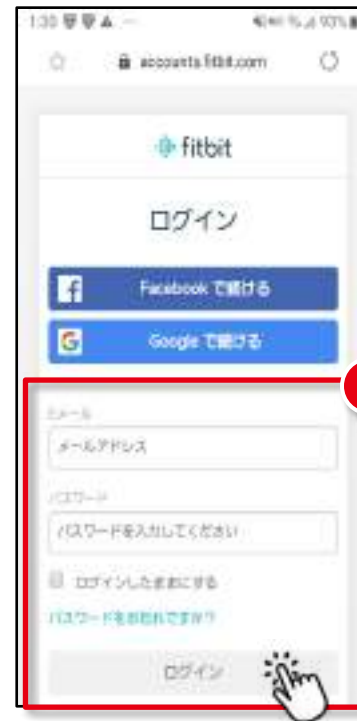 1:30
93%
accounts.fitbit.com
fitbit
ログイン
Facebook で続ける
Google で続ける
Eメール
メールアドレス
パスワード
パスワードを入力してください
ログインしたままにする
パスワードをお忘れですか？
ログイン